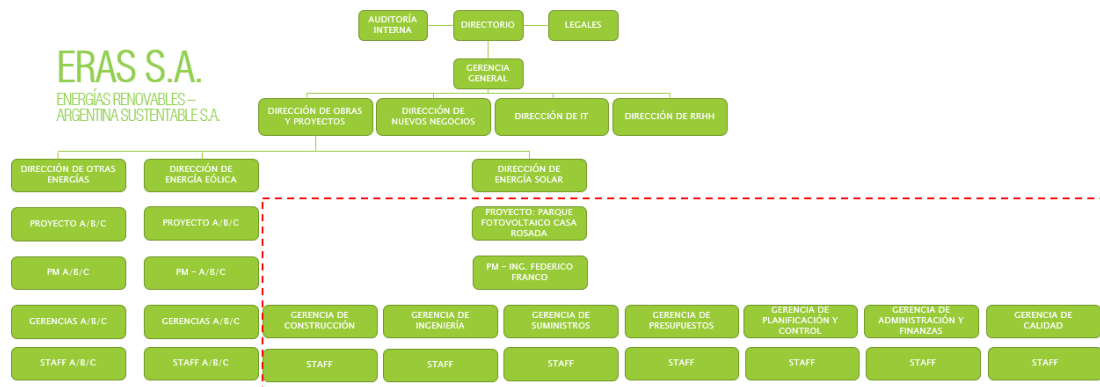 AUDITORÍA
INTERNA
DIRECTORIO
LEGALES
ERAS S.A.
ENERGÍAS RENOVABLES –
ARGENTINA SUSTENTABLE S.A.
GERENCIA
GENERAL
DIRECCIÓN DE OBRAS
Y PROYECTOS
DIRECCIÓN DE
NUEVOS NEGOCIOS
DIRECCIÓN DE IT
DIRECCIÓN DE RRHH
DIRECCIÓN DE OTRAS
ENERGÍAS
DIRECCIÓN DE
ENERGÍA EÓLICA
DIRECCIÓN DE
ENERGÍA SOLAR
PROYECTO A/B/C
PROYECTO A/B/C
PROYECTO: PARQUE
FOTOVOLTAICO CASA
ROSADA
PM A/B/C
PM – A/B/C
PM – ING. FEDERICO
FRANCO
GERENCIAS A/B/C
GERENCIAS A/B/C
GERENCIA DE
CONSTRUCCIÓN
GERENCIA DE
INGENIERÍA
GERENCIA DE
SUMINISTROS
GERENCIA DE
PRESUPUESTOS
GERENCIA DE
PLANIFICACIÓN Y
CONTROL
GERENCIA DE
ADMINISTRACIÓN Y
FINANZAS
GERENCIA DE
CALIDAD
STAFF A/B/C
STAFF A/B/C
STAFF
STAFF
STAFF
STAFF
STAFF
STAFF
STAFF